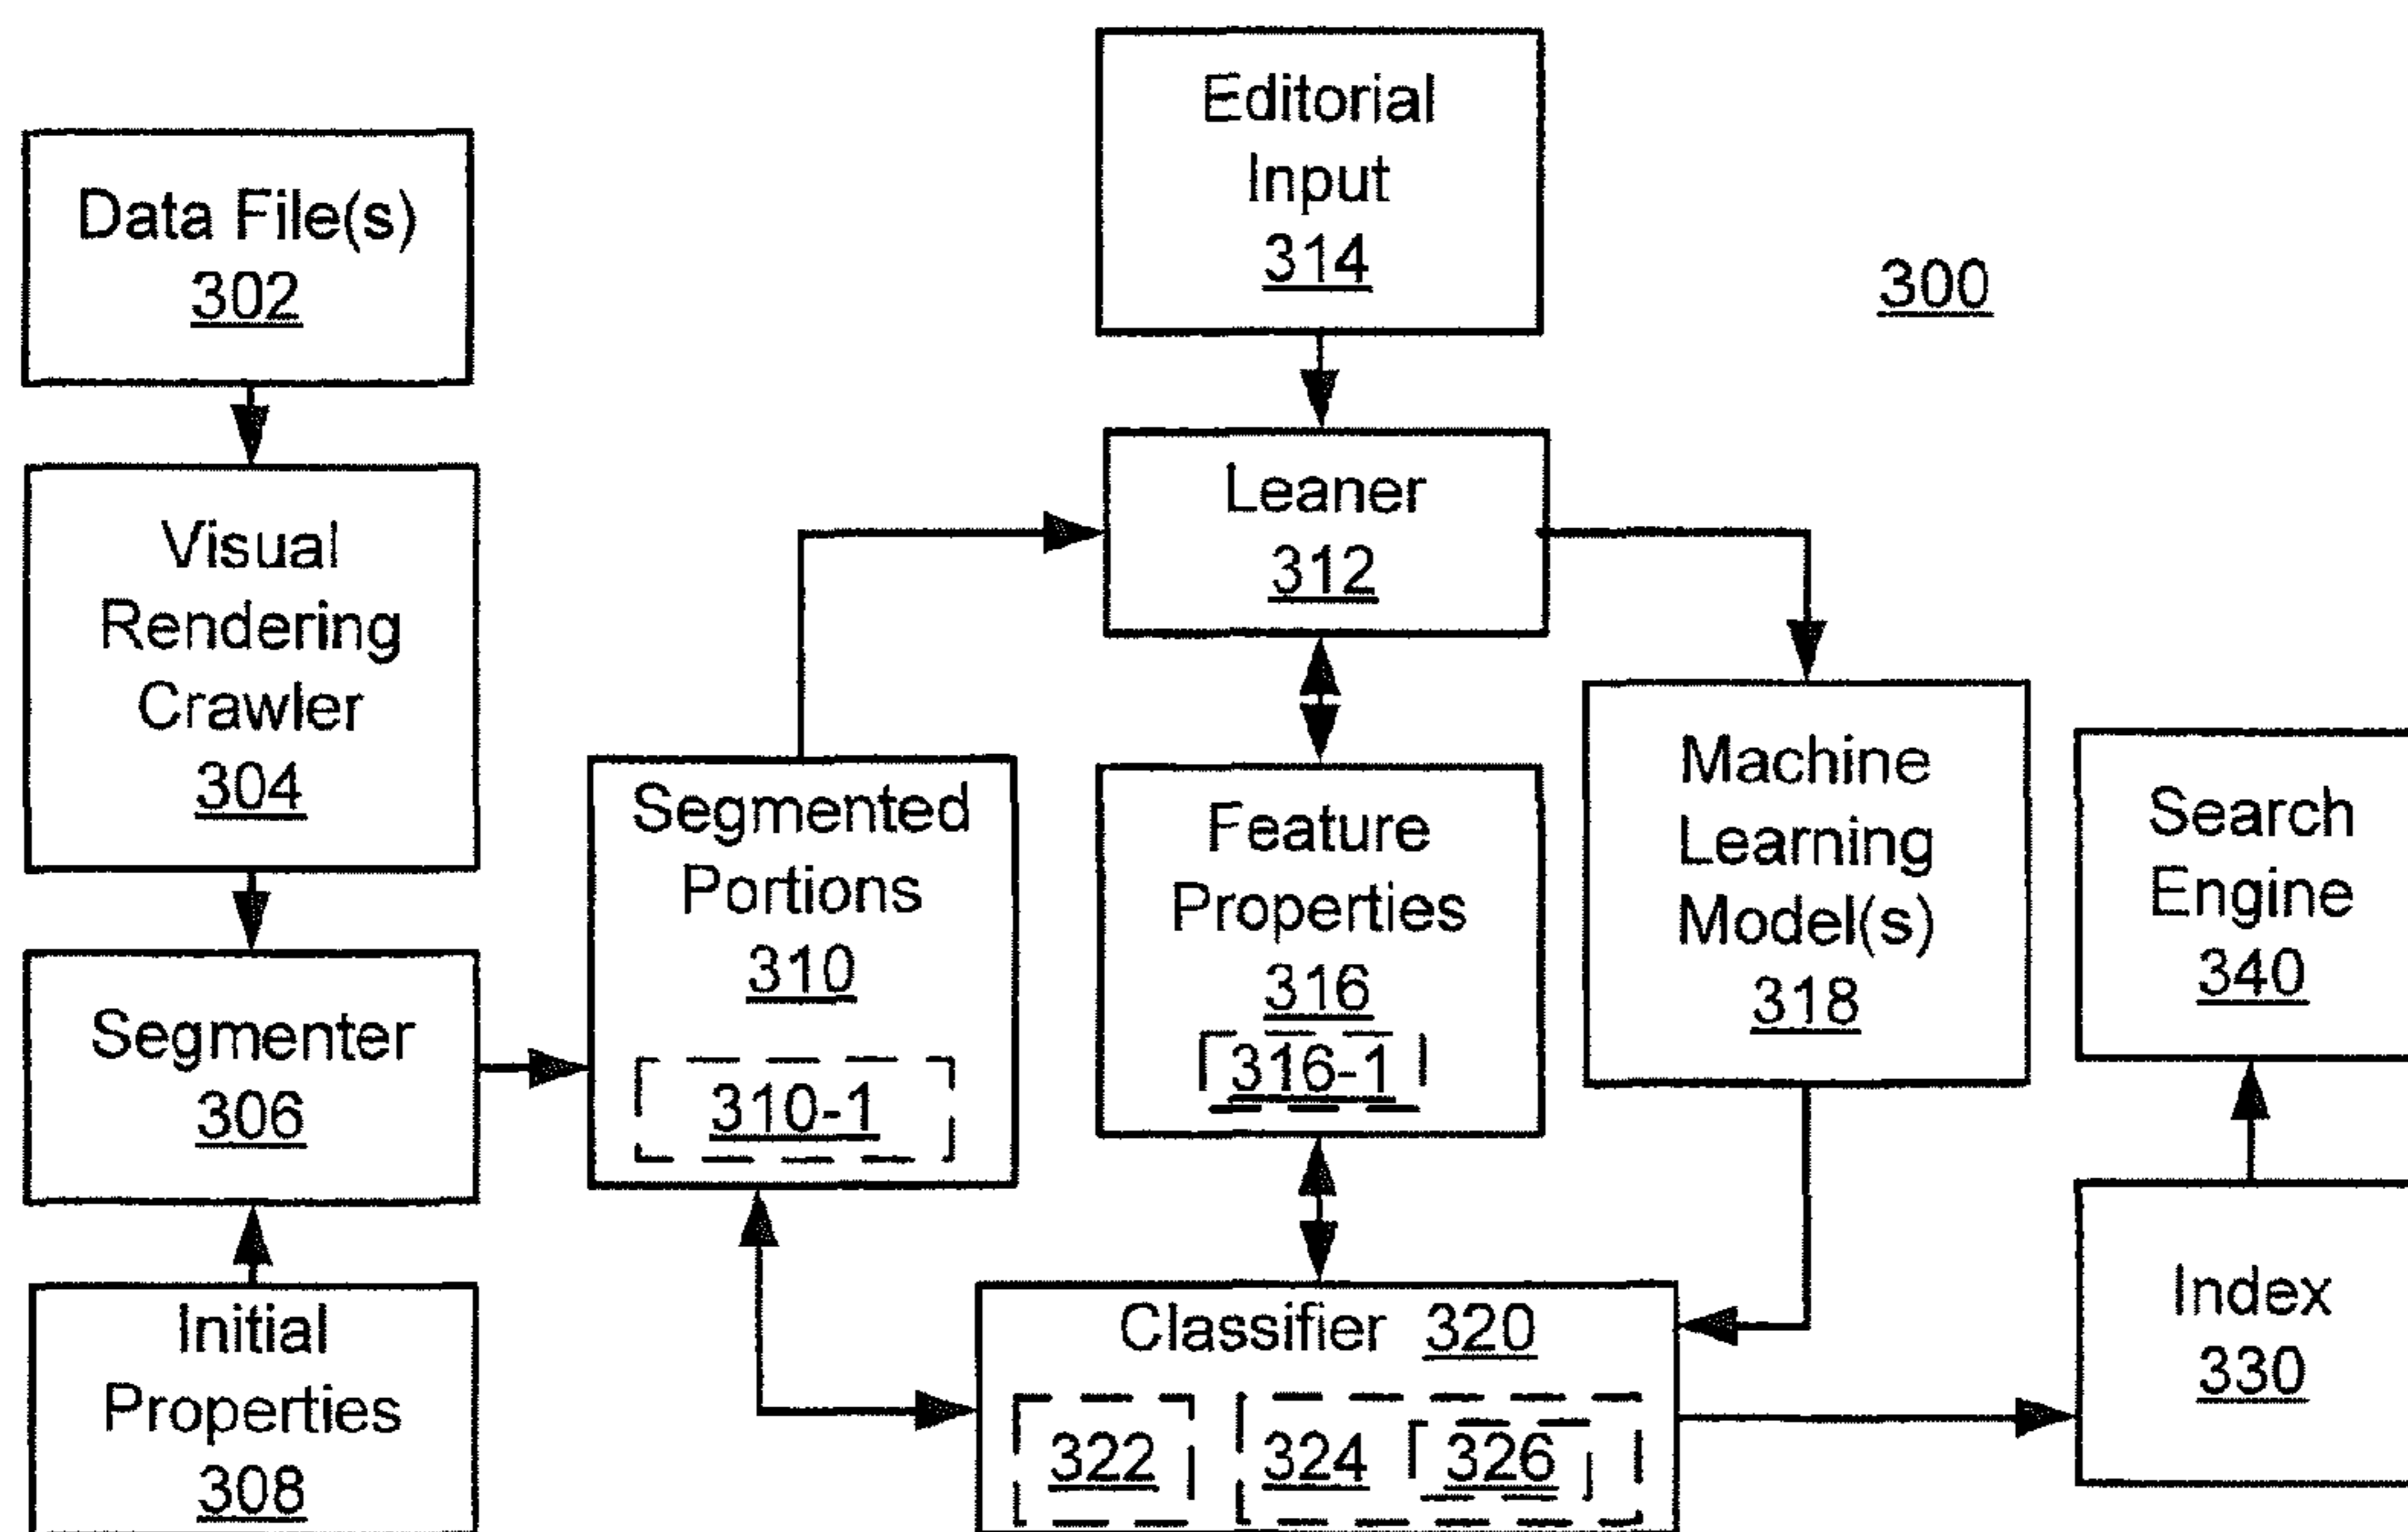 Editorial
Input
314
Data File(s)
302
300
Leaner
312
Visual
Rendering
Crawler
304
Segmented
Portions
310
310-1
Feature
Properties
316
316-1
Machine
Learning
Model(s)
318
Search
Engine
340
Segmenter
306
Initial
Properties
308
Classifier 320
322 324 326
Index
330